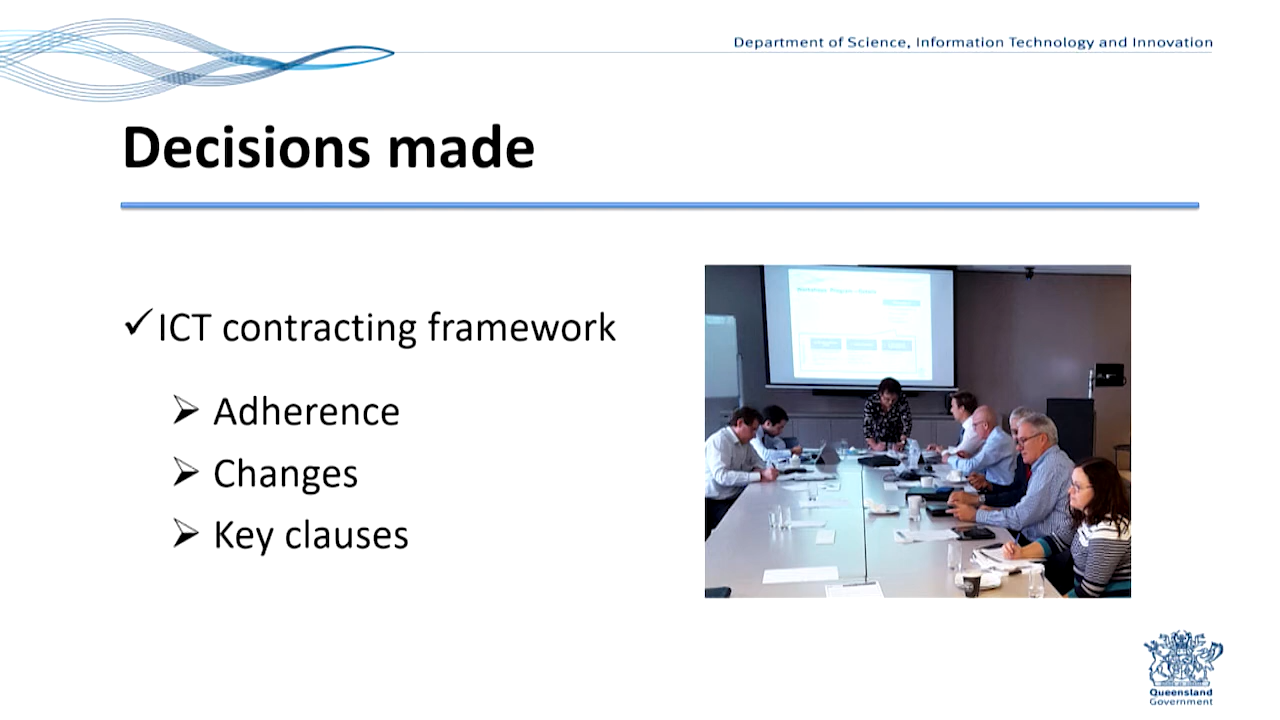 Department of Science, Information Technology and Innovation
Decisions made
ICT contracting framework
Adherence
Changes
Key clauses
Queensland
Government